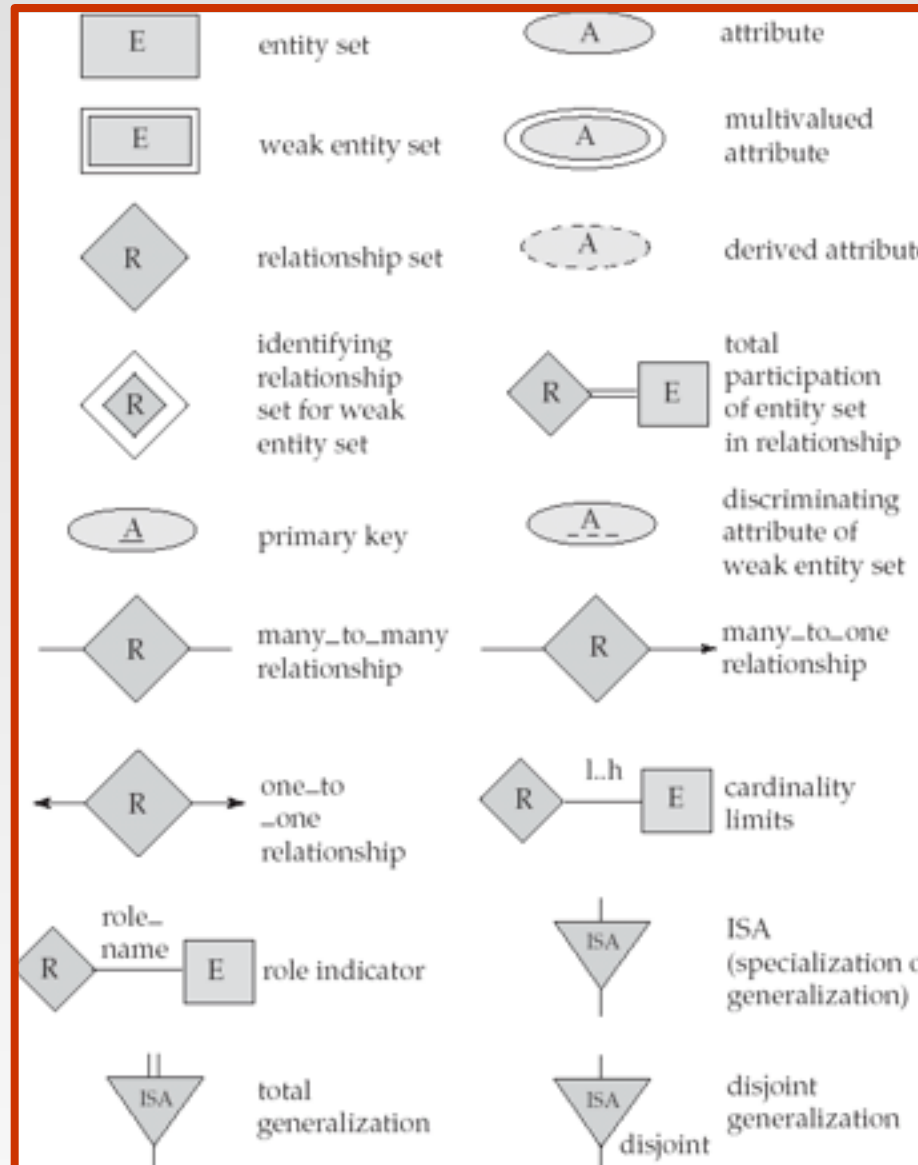 E
entity set
A
attribute
E
weak entity set
A
multivalued
attribute
R
relationship set
A
derived attribute
R
identifying
relationship
set for weak
entity set
R
E
total
participation
of entity set
in relationship
A
primary key
A
discriminating
attribute of
weak entity set
R
many_to_many
relationship
R
many_to_one
relationship
R
one_to
_one
relationship
R
l..h
E
cardinality
limits
R
role_
name
E
role indicator
ISA
ISA
(specialization o
generalization)
ISA
total
generalization
ISA
disjoint
disjoint
generalization